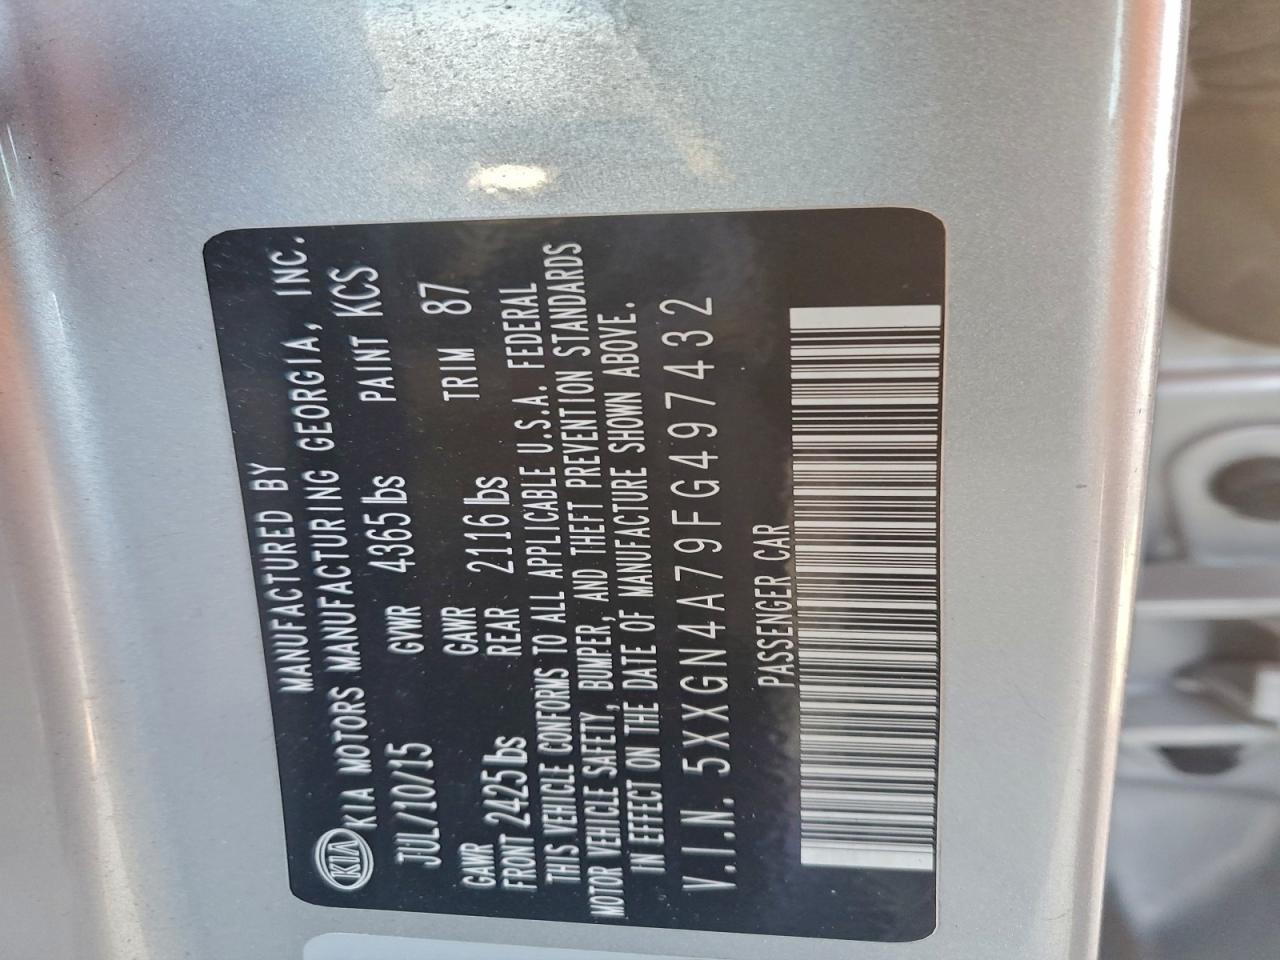 MANUFACTURED BY
KIA KIA MOTORS MANUFACTURING GEORGIA, INC.
JUL/10/15 GVWR 4365 lbs PAINT KCS
GAWR FRONT 2425 lbs GAWR REAR 2116 lbs TRIM 87
THIS VEHICLE CONFORMS TO ALL APPLICABLE U.S.A. FEDERAL
MOTOR VEHICLE SAFETY, BUMPER, AND THEFT PREVENTION STANDARDS
IN EFFECT ON THE DATE OF MANUFACTURE SHOWN ABOVE.
V.I.N. 5XXGN4A79FG497432
PASSENGER CAR